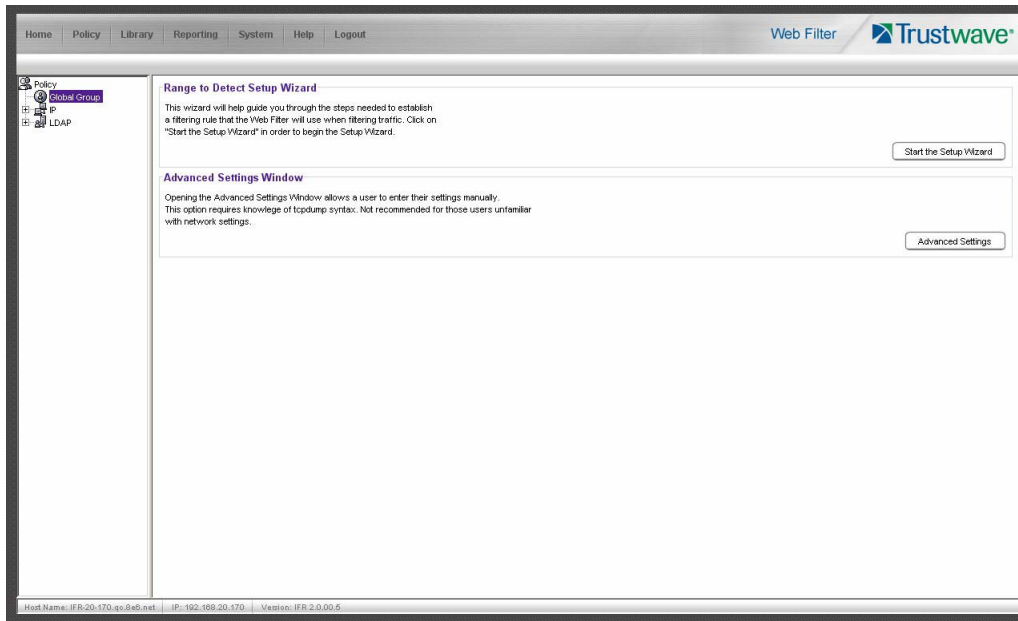 Home Policy Library Reporting System Help Logout
Web Filter Trustwave®
Policy
Global Group
IP
LDAP
Range to Detect Setup Wizard
This wizard will help guide you through the steps needed to establish
a filtering rule that the Web Filter will use when filtering traffic. Click on
"Start the Setup Wizard" in order to begin the Setup Wizard.
Start the Setup Wizard
Advanced Settings Window
Opening the Advanced Settings Window allows a user to enter their settings manually.
This option requires knowlege of tcpdump syntax. Not recommended for those users unfamiliar
with network settings.
Advanced Settings
Host Name: IFR-20-170.qo.8e6.net IP: 192.168.20.170 Version: IFR 2.0.00.5